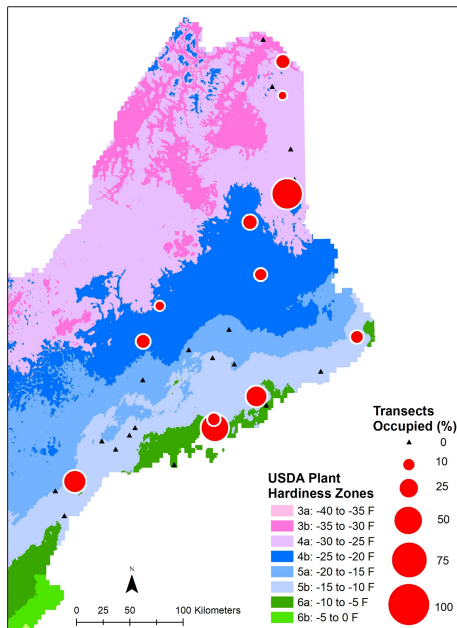 Transects
Occupied (%)
0
10
25
50
75
100
USDA Plant
Hardiness Zones
3a: -40 to -35 F
3b: -35 to -30 F
4a: -30 to -25 F
4b: -25 to -20 F
5a: -20 to -15 F
5b: -15 to -10 F
6a: -10 to -5 F
6b: -5 to 0 F
N
0 50 100 Kilometers